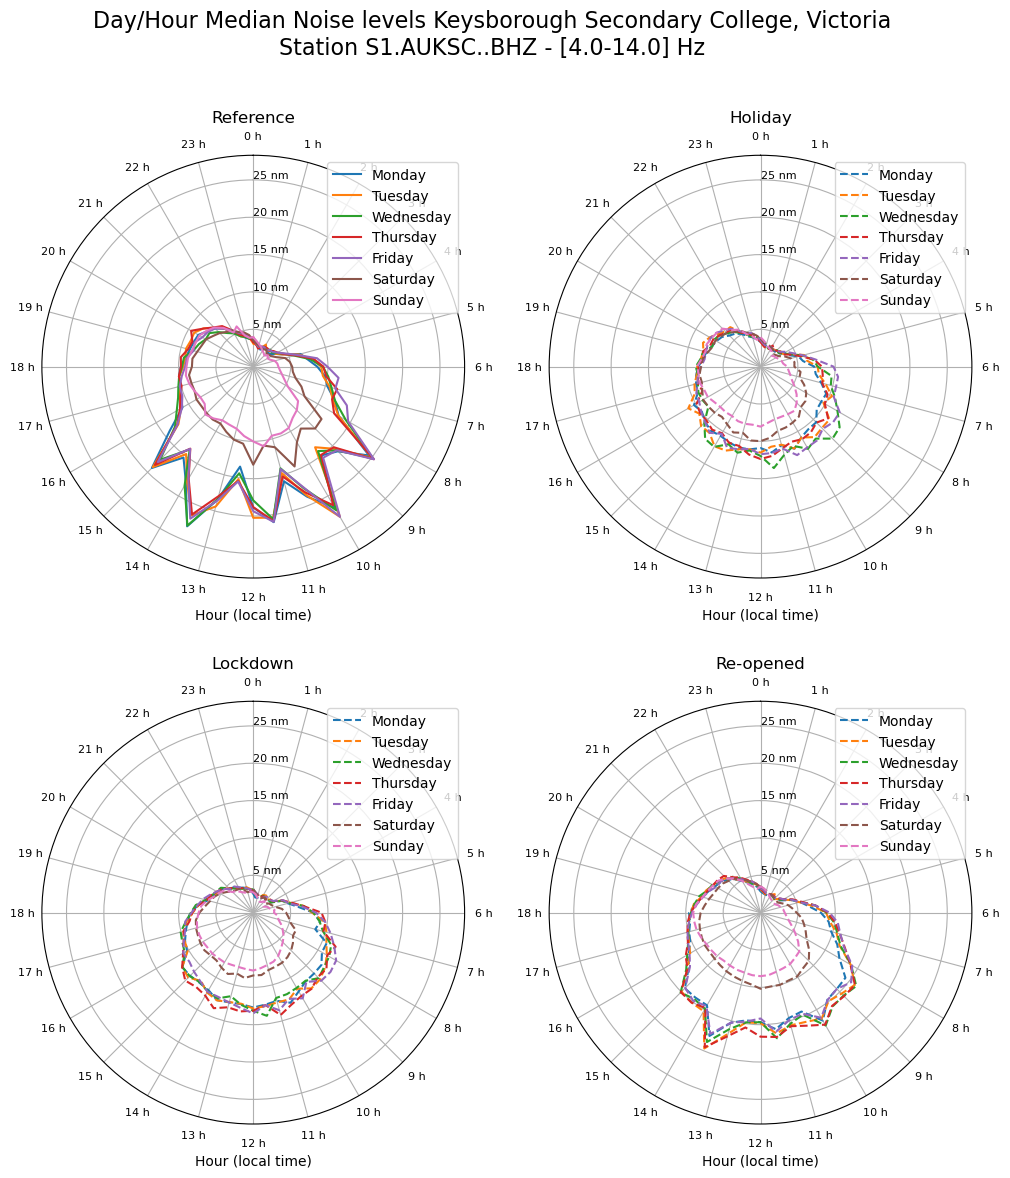 Day/Hour Median Noise levels Keysborough Secondary College, Victoria
Station S1.AUKSC..BHZ - [4.0-14.0] Hz
Reference
0 h
1 h
2 h
4 h
5 h
6 h
7 h
8 h
9 h
10 h
11 h
12 h
13 h
14 h
15 h
16 h
17 h
18 h
19 h
20 h
21 h
22 h
23 h
25 nm
20 nm
15 nm
10 nm
5 nm
Monday
Tuesday
Wednesday
Thursday
Friday
Saturday
Sunday
Hour (local time)
Holiday
0 h
1 h
2 h
4 h
5 h
6 h
7 h
8 h
9 h
10 h
11 h
12 h
13 h
14 h
15 h
16 h
17 h
18 h
19 h
20 h
21 h
22 h
23 h
25 nm
20 nm
15 nm
10 nm
5 nm
Monday
Tuesday
Wednesday
Thursday
Friday
Saturday
Sunday
Hour (local time)
Lockdown
0 h
1 h
2 h
4 h
5 h
6 h
7 h
8 h
9 h
10 h
11 h
12 h
13 h
14 h
15 h
16 h
17 h
18 h
19 h
20 h
21 h
22 h
23 h
25 nm
20 nm
15 nm
10 nm
5 nm
Monday
Tuesday
Wednesday
Thursday
Friday
Saturday
Sunday
Hour (local time)
Re-opened
0 h
1 h
2 h
4 h
5 h
6 h
7 h
8 h
9 h
10 h
11 h
12 h
13 h
14 h
15 h
16 h
17 h
18 h
19 h
20 h
21 h
22 h
23 h
25 nm
20 nm
15 nm
10 nm
5 nm
Monday
Tuesday
Wednesday
Thursday
Friday
Saturday
Sunday
Hour (local time)